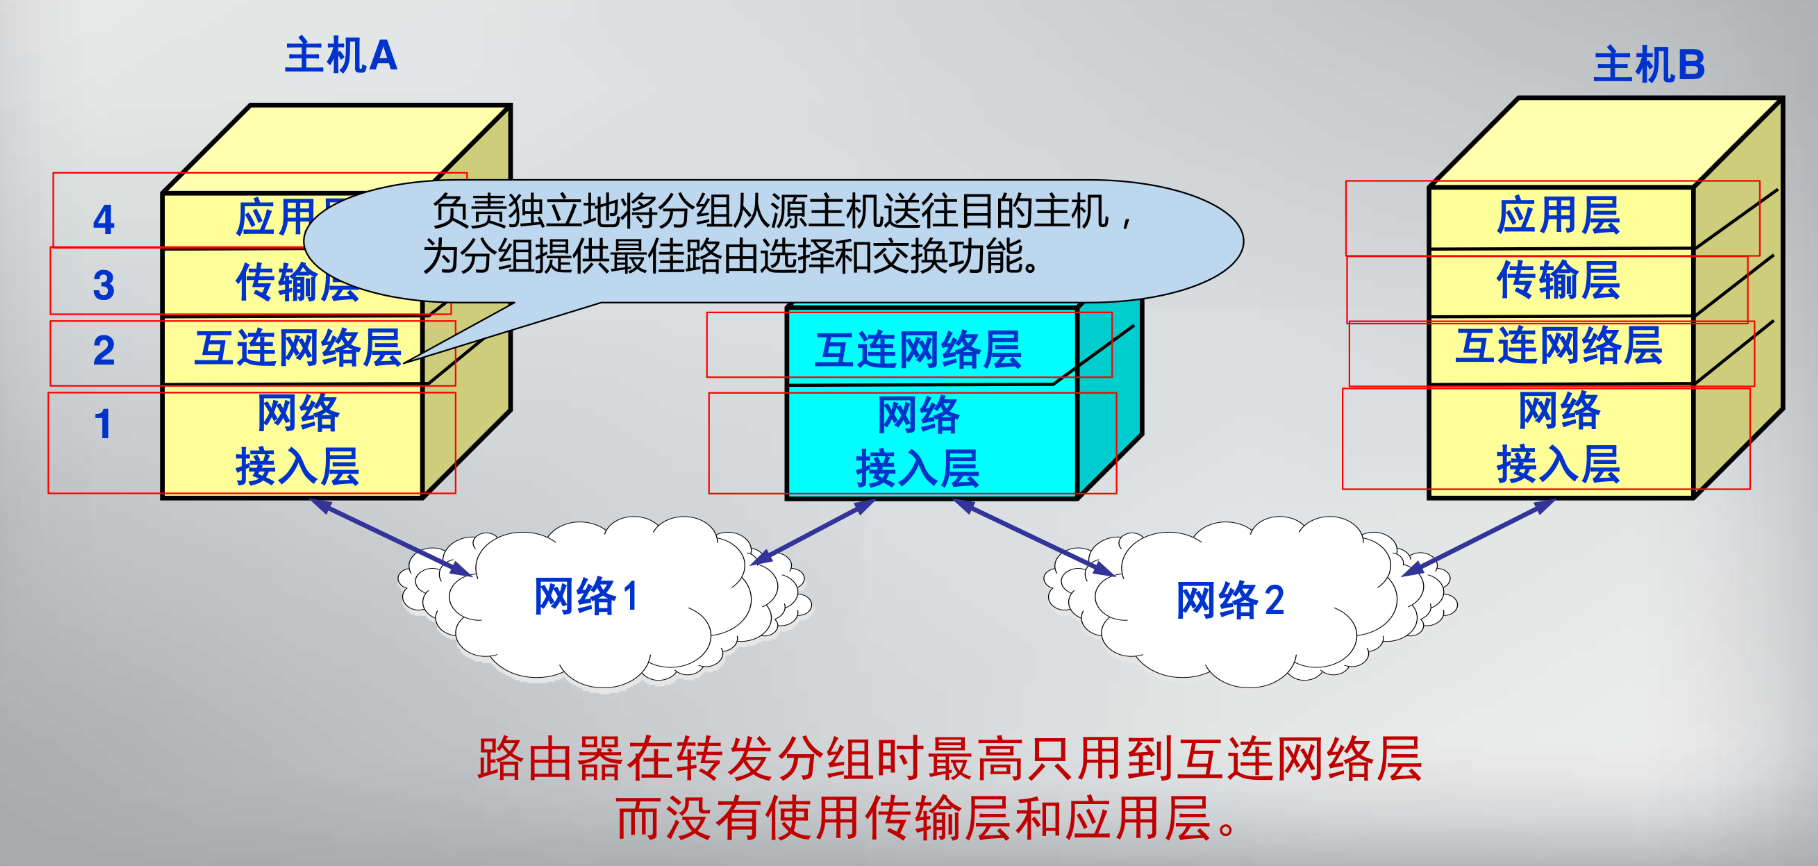 主机A
主机B
负责独立地将分组从源主机送往目的主机，
为分组提供最佳路由选择和交换功能。
4
应用
3
传输层
2
互连网络层
1
网络
接入层
互连网络层
网络
接入层
应用层
传输层
互连网络层
网络
接入层
网络1
网络2
路由器在转发分组时最高只用到互连网络层
而没有使用传输层和应用层。